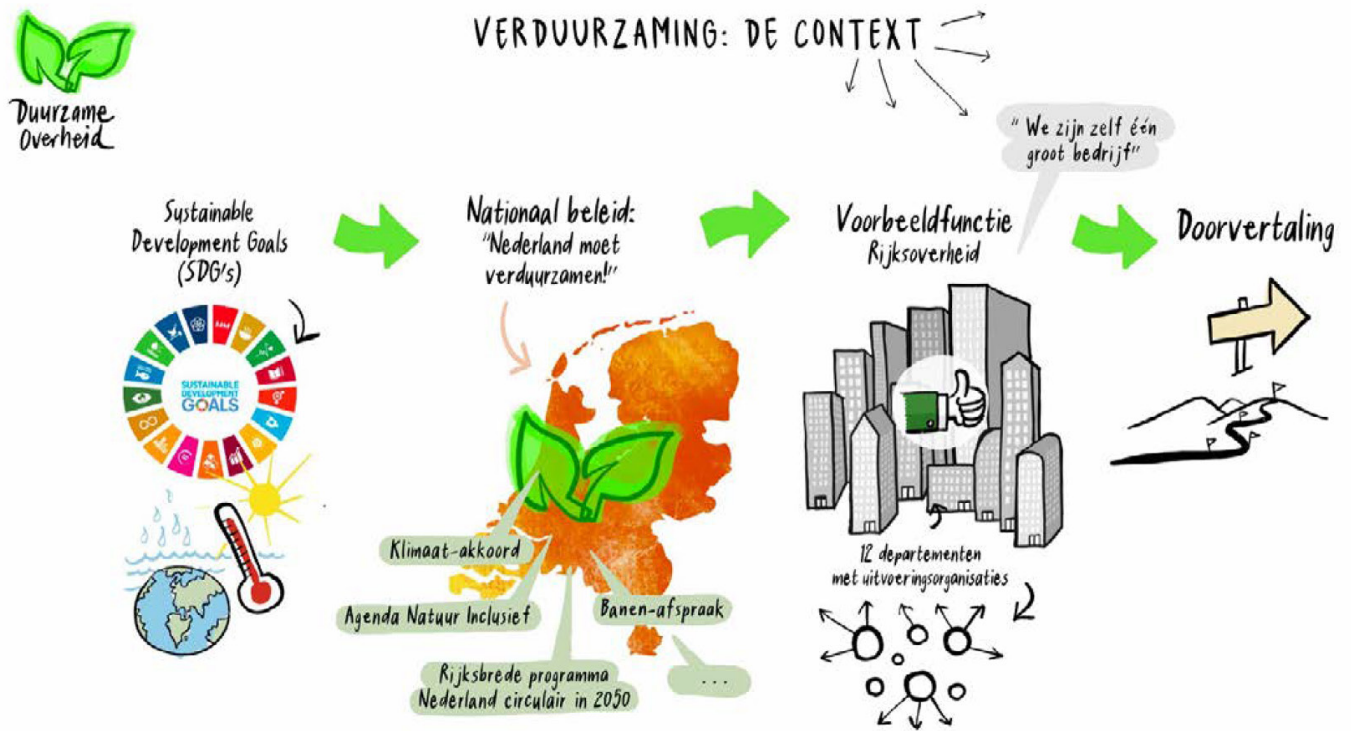 VERDUURZAMING: DE CONTEXT
Duurzame
Overheid
Sustainable
Development Goals
(SDG's)
SUSTAINABLE
DEVELOPMENT
GOALS
Nationaal beleid:
"Nederland moet
verduurzamen!"
Klimaat-akkoord
Agenda Natuur Inclusief
Banen-afspraak
Rijksbrede programma
Nederland circulair in 2050
...
"We zijn zelf één
groot bedrijf"
Voorbeeldfunctie
Rijksoverheid
12 departementen
met uitvoeringsorganisaties
Doorvertaling